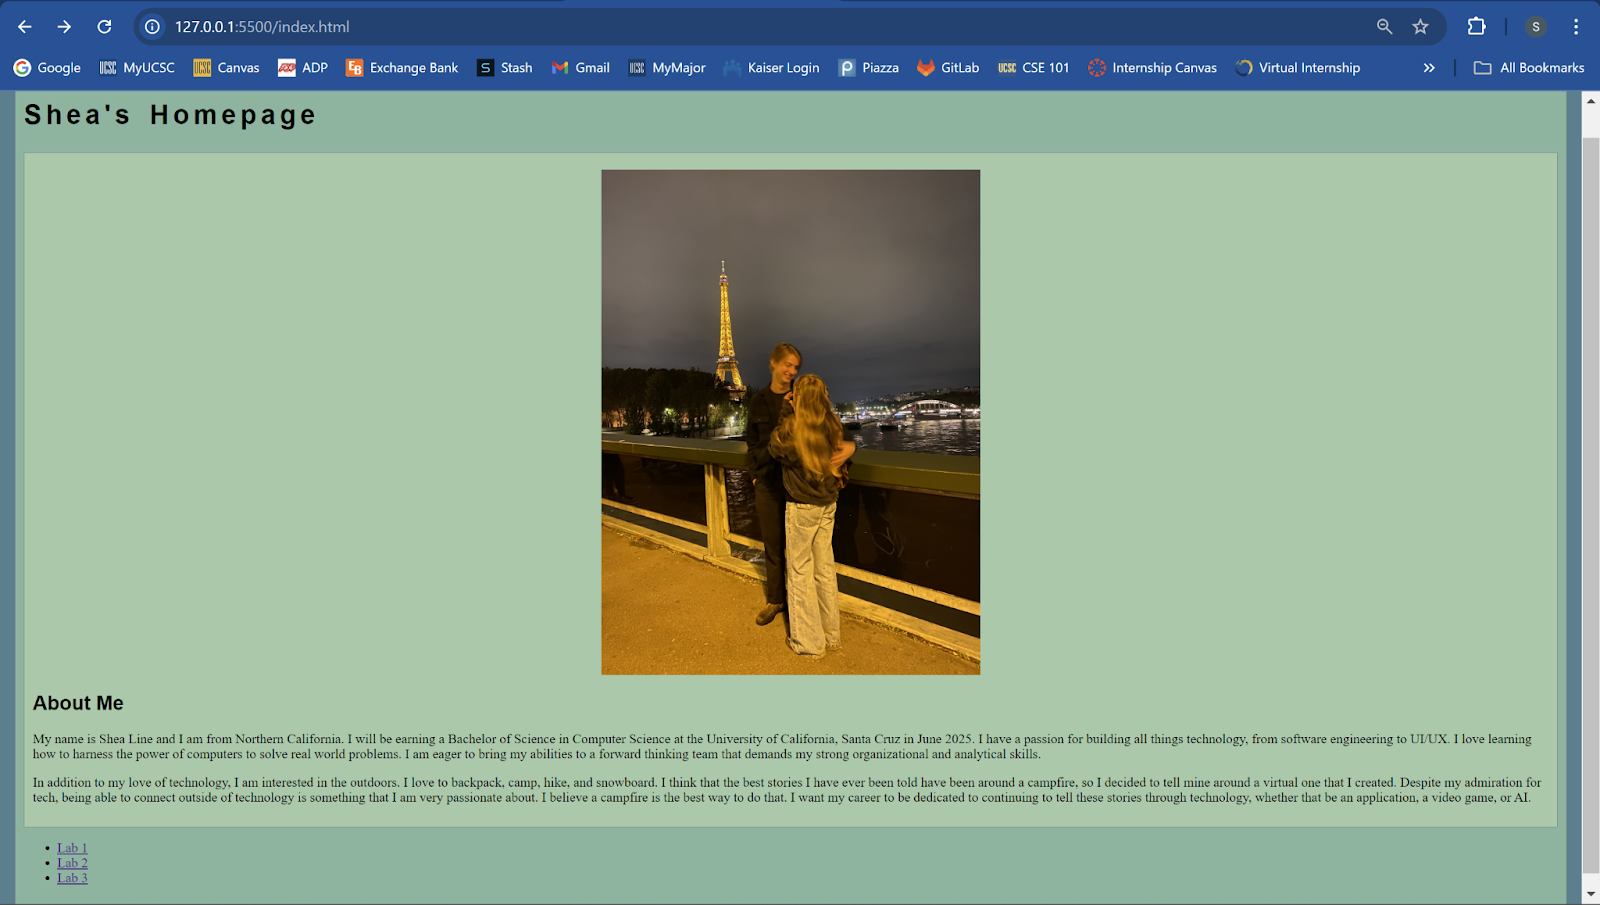 127.0.0.1:5500/index.html
S
Google UCSC MyUCSC UCSC Canvas ADP EB Exchange Bank S Stash Gmail UCSC MyMajor Kaiser Login p Piazza GitLab UCSC CSE 101 Internship Canvas Virtual Internship » All Bookmarks
Shea's Homepage
About Me
My name is Shea Line and I am from Northern California. I will be earning a Bachelor of Science in Computer Science at the University of California, Santa Cruz in June 2025. I have a passion for building all things technology, from software engineering to UI/UX. I love learning
how to harness the power of computers to solve real world problems. I am eager to bring my abilities to a forward thinking team that demands my strong organizational and analytical skills.
In addition to my love of technology, I am interested in the outdoors. I love to backpack, camp, hike, and snowboard. I think that the best stories I have ever been told have been around a campfire, so I decided to tell mine around a virtual one that I created. Despite my admiration for
tech, being able to connect outside of technology is something that I am very passionate about. I believe a campfire is the best way to do that. I want my career to be dedicated to continuing to tell these stories through technology, whether that be an application, a video game, or AI.
• Lab 1
• Lab 2
• Lab 3